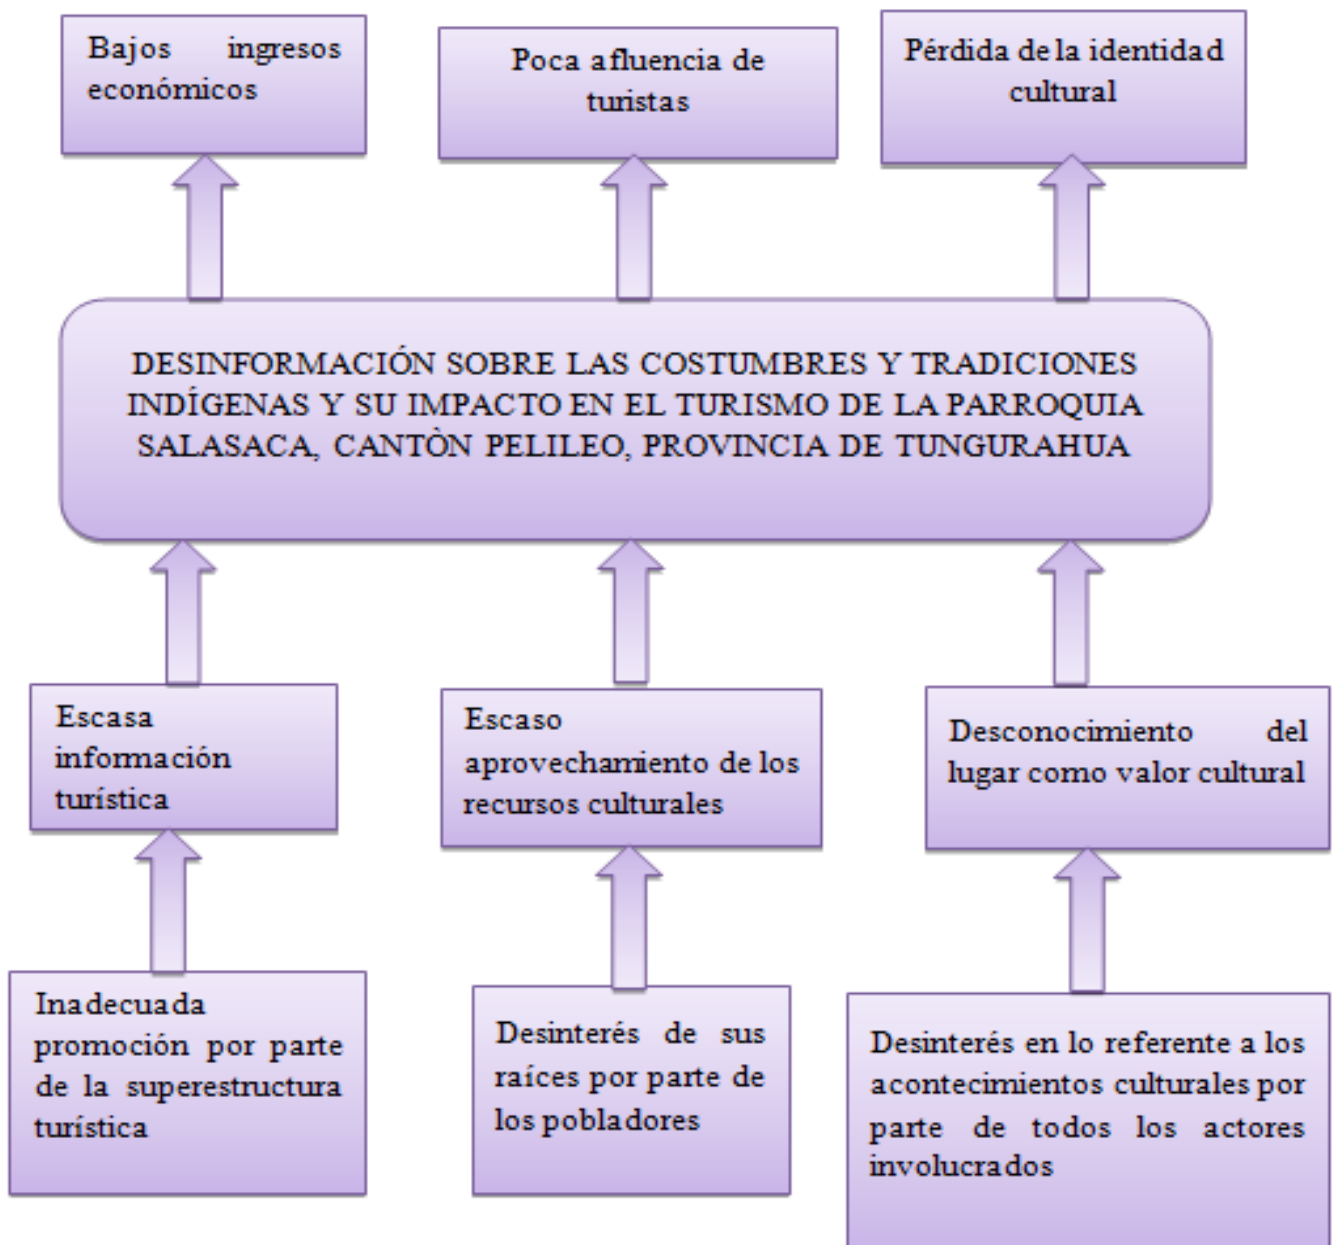 Bajos ingresos
económicos
Poca afluencia de
turistas
Pérdida de la identidad
cultural
DESINFORMACIÓN SOBRE LAS COSTUMBRES Y TRADICIONES
INDÍGENAS Y SU IMPACTO EN EL TURISMO DE LA PARROQUIA
SALASACA, CANTÒN PELILEO, PROVINCIA DE TUNGURAHUA
Escasa
información
turística
Escaso
aprovechamiento de los
recursos culturales
Desconocimiento del
lugar como valor cultural
Inadecuada
promoción por parte
de la superestructura
turística
Desinterés de sus
raíces por parte de
los pobladores
Desinterés en lo referente a los
acontecimientos culturales por
parte de todos los actores
involucrados